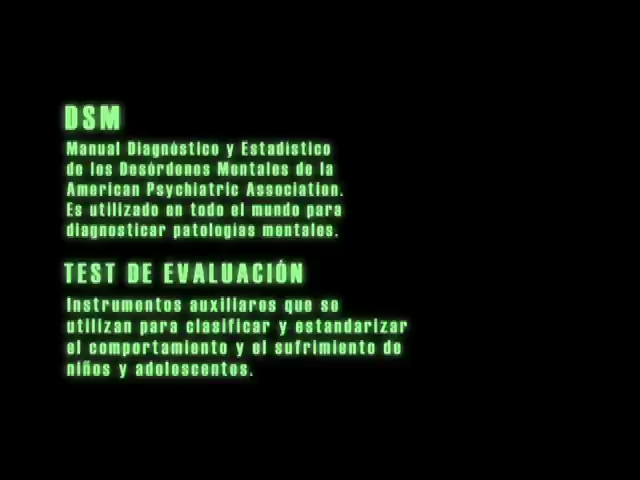 DSM
Manual Diagnóstico y Estadístico
de los Desórdenes Mentales de la
American Psychiatric Association.
Es utilizado en todo el mundo para
diagnosticar patologías mentales.
TEST DE EVALUACIÓN
Instrumentos auxiliares que se
utilizan para clasificar y estandarizar
el comportamiento y el sufrimiento de
niños y adolescentes.